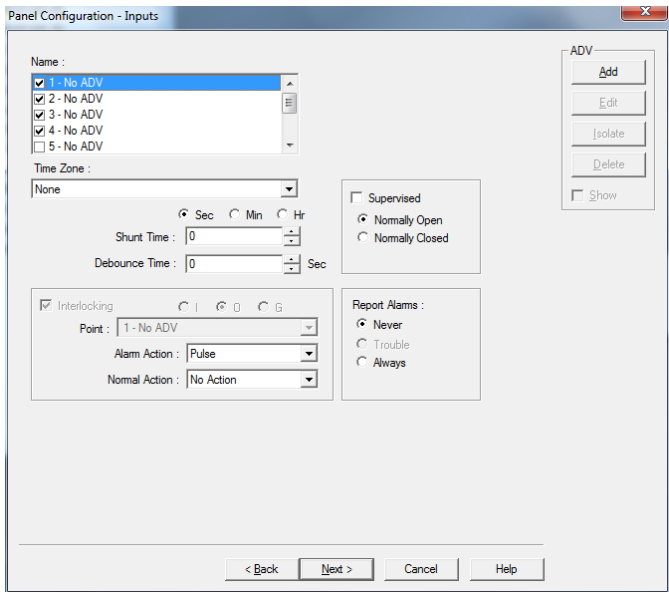 Panel Configuration - Inputs
Name :
1 - No ADV
2 - No ADV
3 - No ADV
4 - No ADV
5 - No ADV
Time Zone :
None
Sec Min Hr
Shunt Time : 0
Debounce Time : 0 Sec
Supervised
Normally Open
Normally Closed
Interlocking I O G
Point : 1 - No ADV
Alarm Action : Pulse
Normal Action : No Action
Report Alarms :
Never
Trouble
Always
ADV
Add
Edit
Isolate
Delete
Show
< Back Next > Cancel Help